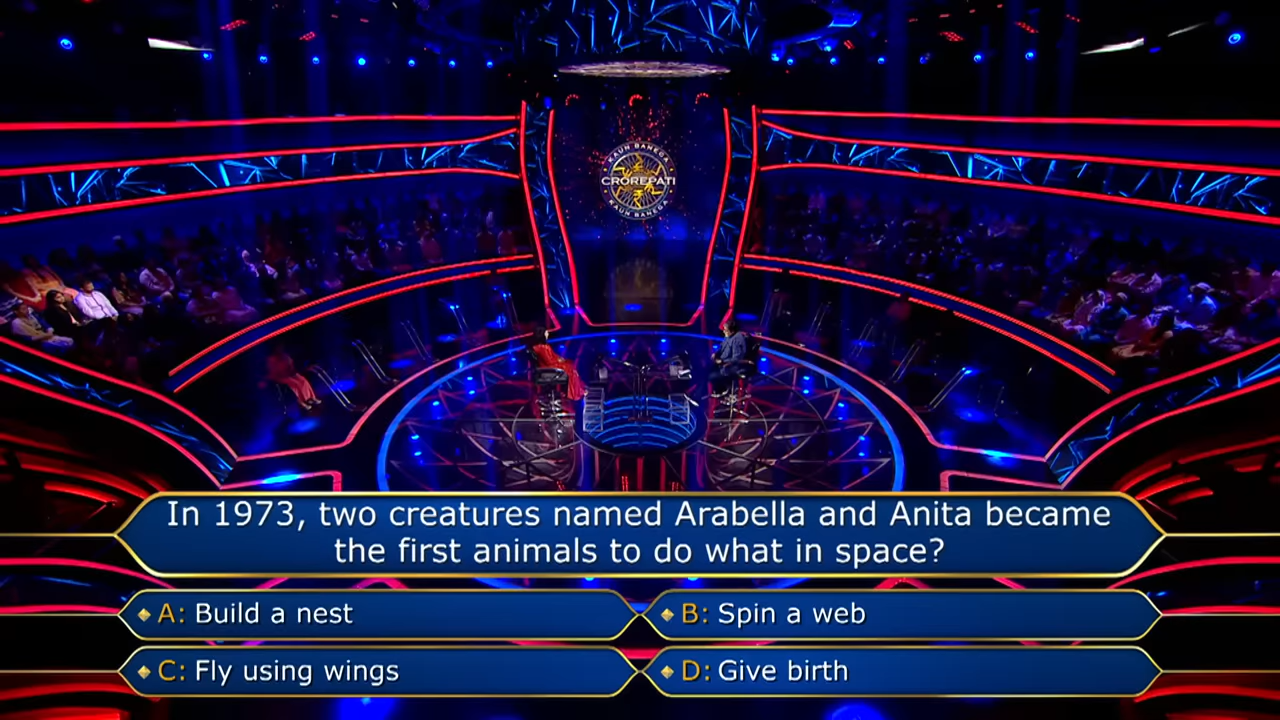 KAUN BANEGA
CROREPATI
KAUN BANEGA
In 1973, two creatures named Arabella and Anita became
the first animals to do what in space?
A: Build a nest
B: Spin a web
C: Fly using wings
D: Give birth